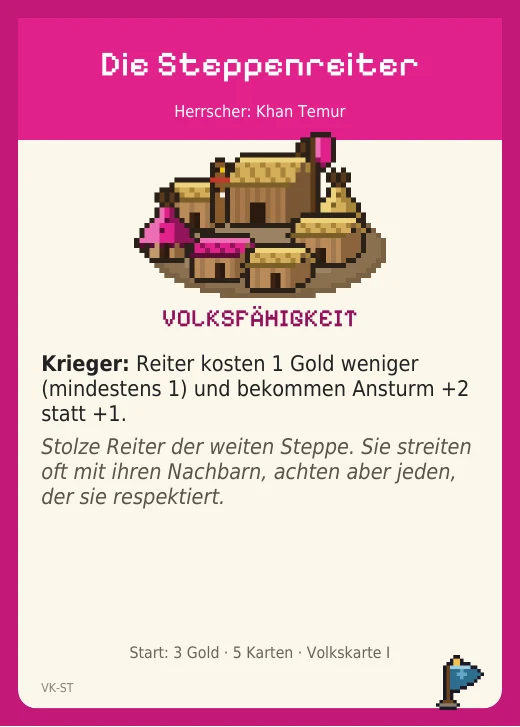 Die Steppenreiter
Herrscher: Khan Temur
VOLKSFÄHIGKEIT
Krieger: Reiter kosten 1 Gold weniger
(mindestens 1) und bekommen Ansturm +2
statt +1.
Stolze Reiter der weiten Steppe. Sie streiten
oft mit ihren Nachbarn, achten aber jeden,
der sie respektiert.
Start: 3 Gold · 5 Karten · Volkskarte I
VK-ST